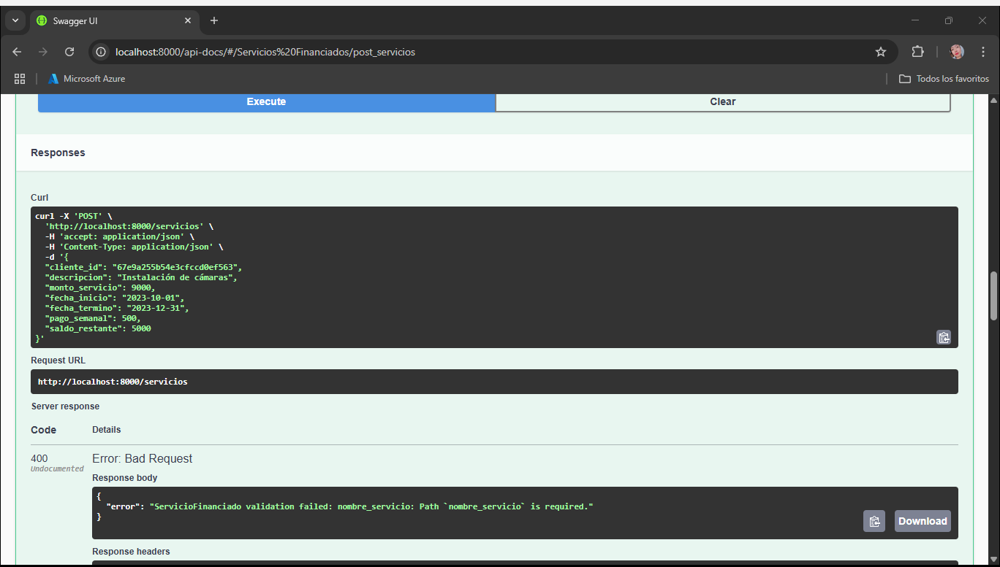 Swagger UI
localhost:8000/api-docs/#/Servicios%20Financiados/post_servicios
Microsoft Azure
Todos los favoritos
Execute
Clear
Responses
Curl
curl -X 'POST' \
'http://localhost:8000/servicios' \
-H 'accept: application/json' \
-H 'Content-Type: application/json' \
-d '{
"cliente_id": "67e9a255b54e3cfccd0ef563",
"descripcion": "Instalación de cámaras",
"monto_servicio": 9000,
"fecha_inicio": "2023-10-01",
"fecha_termino": "2023-12-31",
"pago_semanal": 500,
"saldo_restante": 5000
}'
Request URL
http://localhost:8000/servicios
Server response
Code Details
400 Error: Bad Request
Undocumented
Response body
{
"error": "ServicioFinanciado validation failed: nombre_servicio: Path `nombre_servicio` is required."
}
Download
Response headers